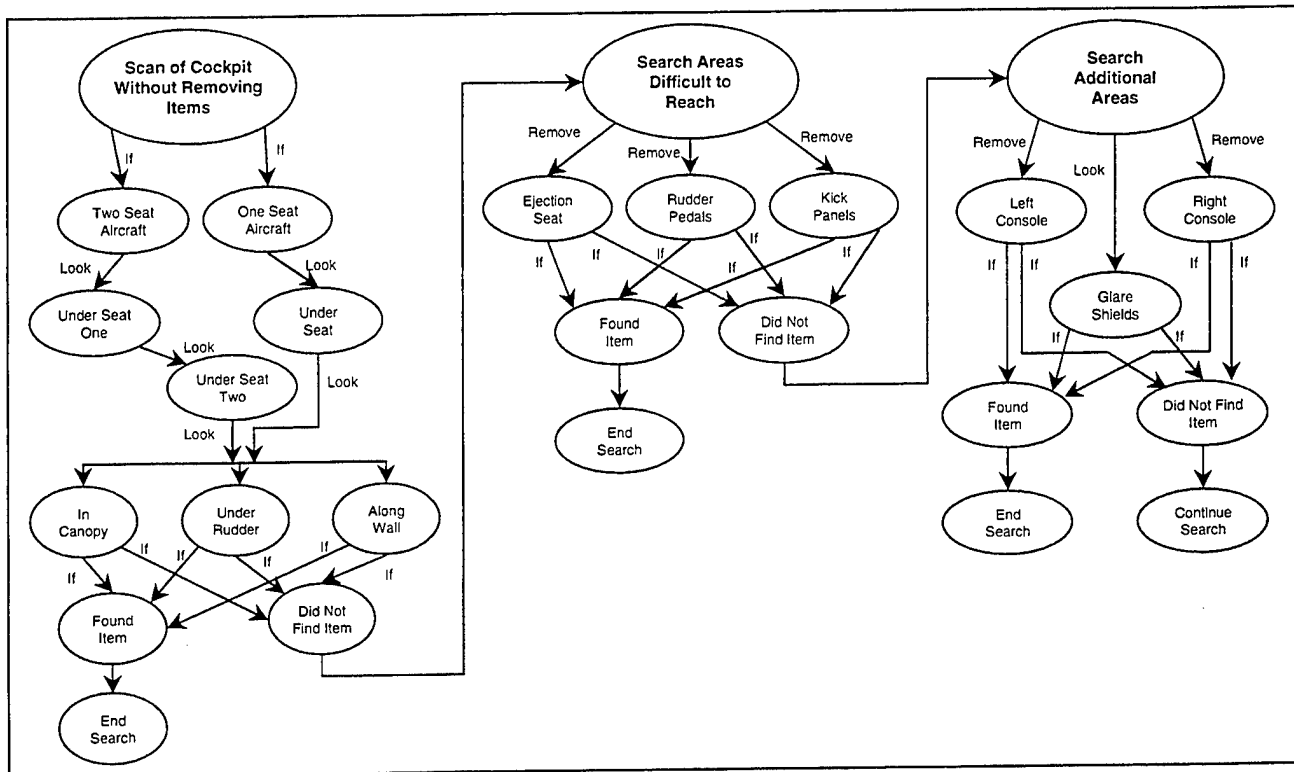 Scan of Cockpit
Without Removing
Items
If
If
Two Seat
Aircraft
One Seat
Aircraft
Look
Look
Under Seat
One
Under
Seat
Look
Look
Under Seat
Two
Look
In
Canopy
Under
Rudder
Along
Wall
If
If
If
If
If
If
Found
Item
Did Not
Find Item
End
Search
Search Areas
Difficult to
Reach
Remove
Remove
Remove
Ejection
Seat
Rudder
Pedals
Kick
Panels
If
If
If
If
If
If
Found
Item
Did Not
Find Item
End
Search
Search
Additional
Areas
Remove
Look
Remove
Left
Console
Right
Console
If
If
If
If
Glare
Shields
If
If
Found
Item
Did Not Find
Item
End
Search
Continue
Search